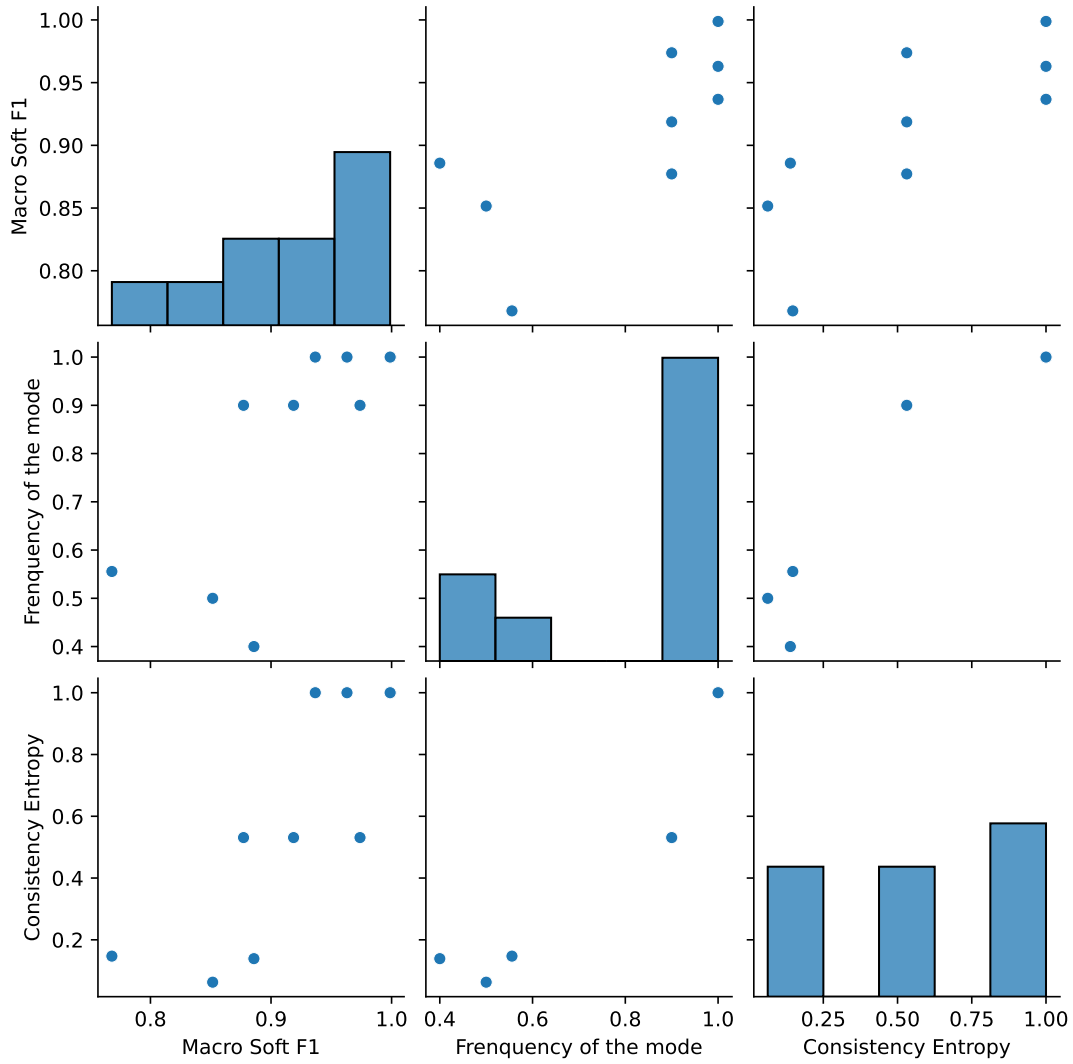 1.00
0.95
0.90
0.85
0.80
Macro Soft F1
1.0
0.9
0.8
0.7
0.6
0.5
0.4
Frenquency of the mode
1.0
0.8
0.6
0.4
0.2
Consistency Entropy
0.8 0.9 1.0
Macro Soft F1
0.4 0.6 0.8 1.0
Frenquency of the mode
0.25 0.50 0.75 1.00
Consistency Entropy